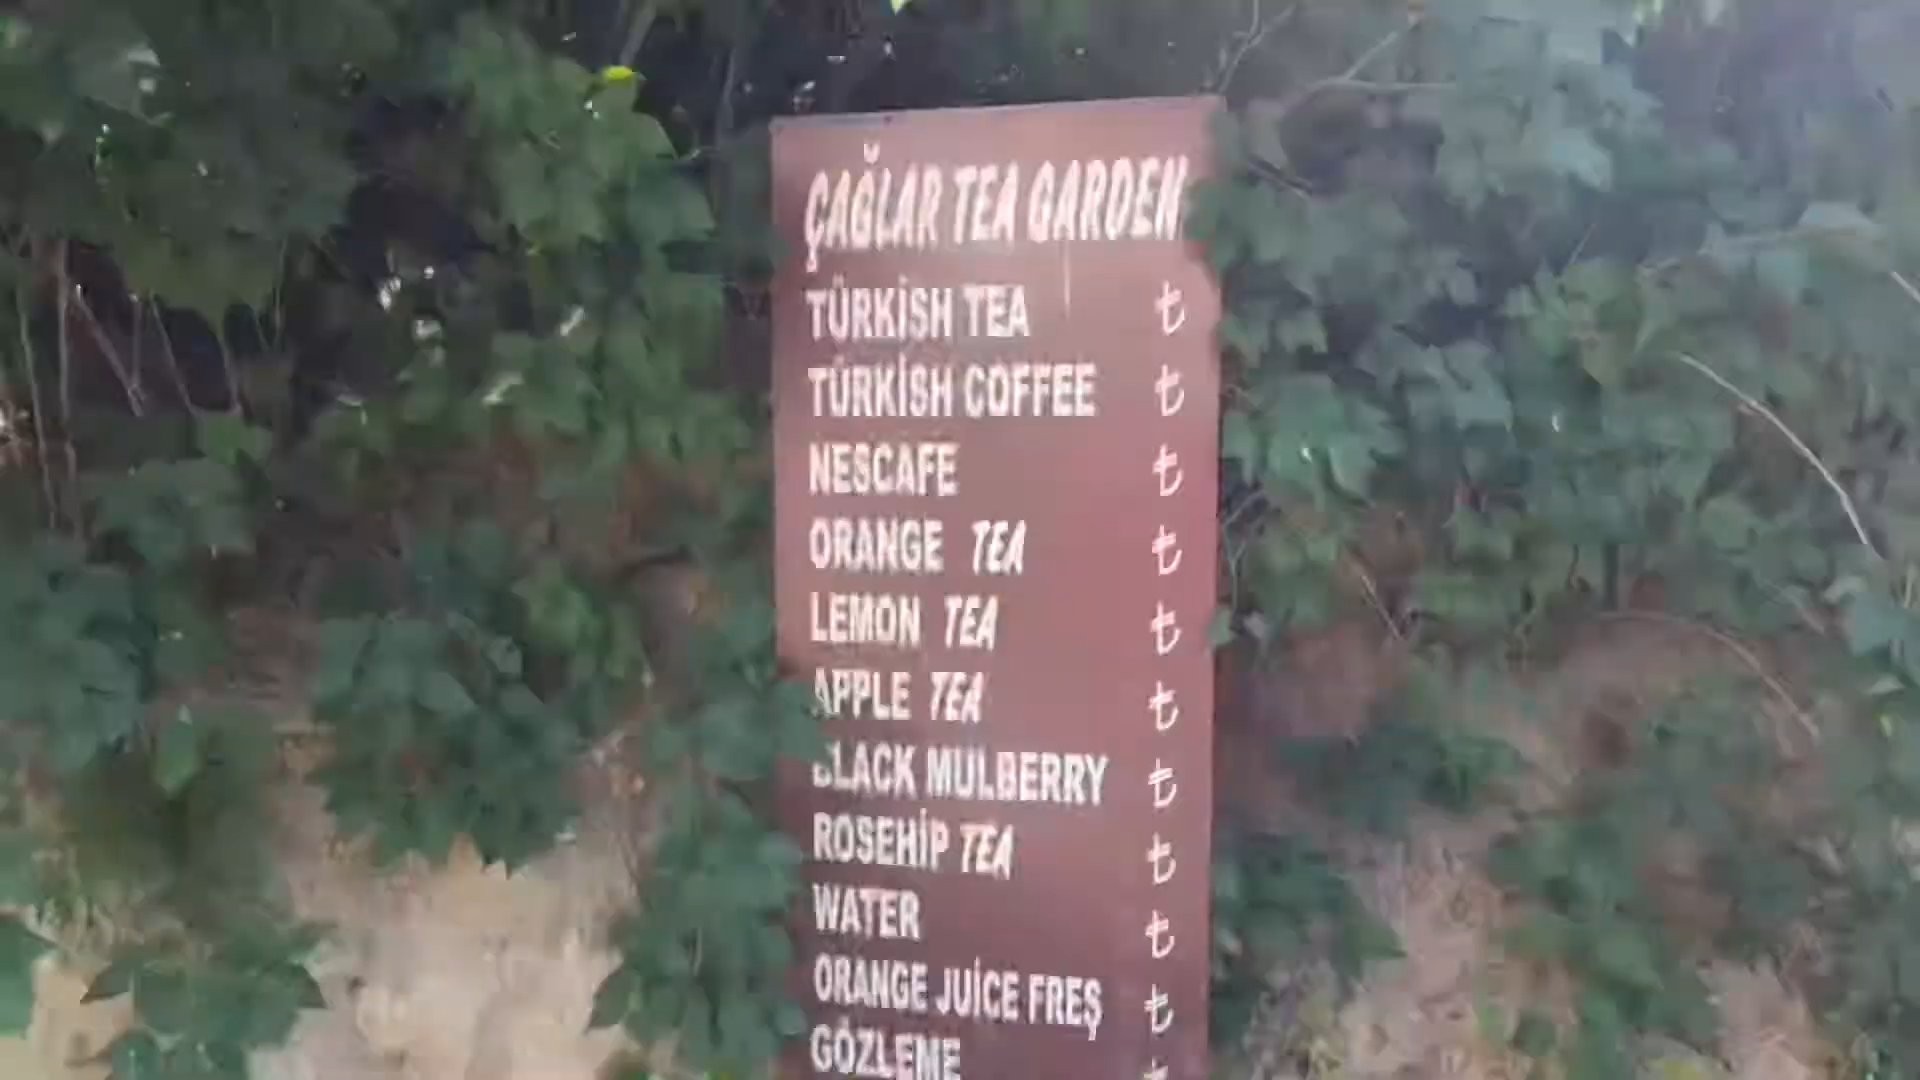 ÇAĞLAR TEA GARDEN
TÜRKİSH TEA ₺
TÜRKİSH COFFEE ₺
NESCAFE ₺
ORANGE TEA ₺
LEMON TEA ₺
APPLE TEA ₺
BLACK MULBERRY ₺
ROSEHİP TEA ₺
WATER ₺
ORANGE JUİCE FREŞ ₺
GÖZLEME